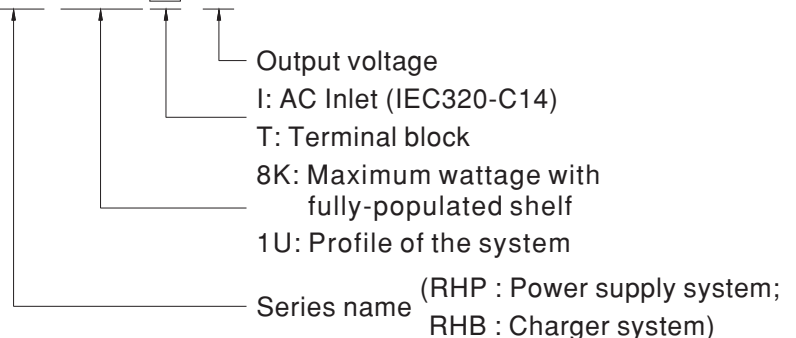 Output voltage
I: AC Inlet (IEC320-C14)
T: Terminal block
8K: Maximum wattage with
fully-populated shelf
1U: Profile of the system
Series name (RHP : Power supply system;
RHB : Charger system)